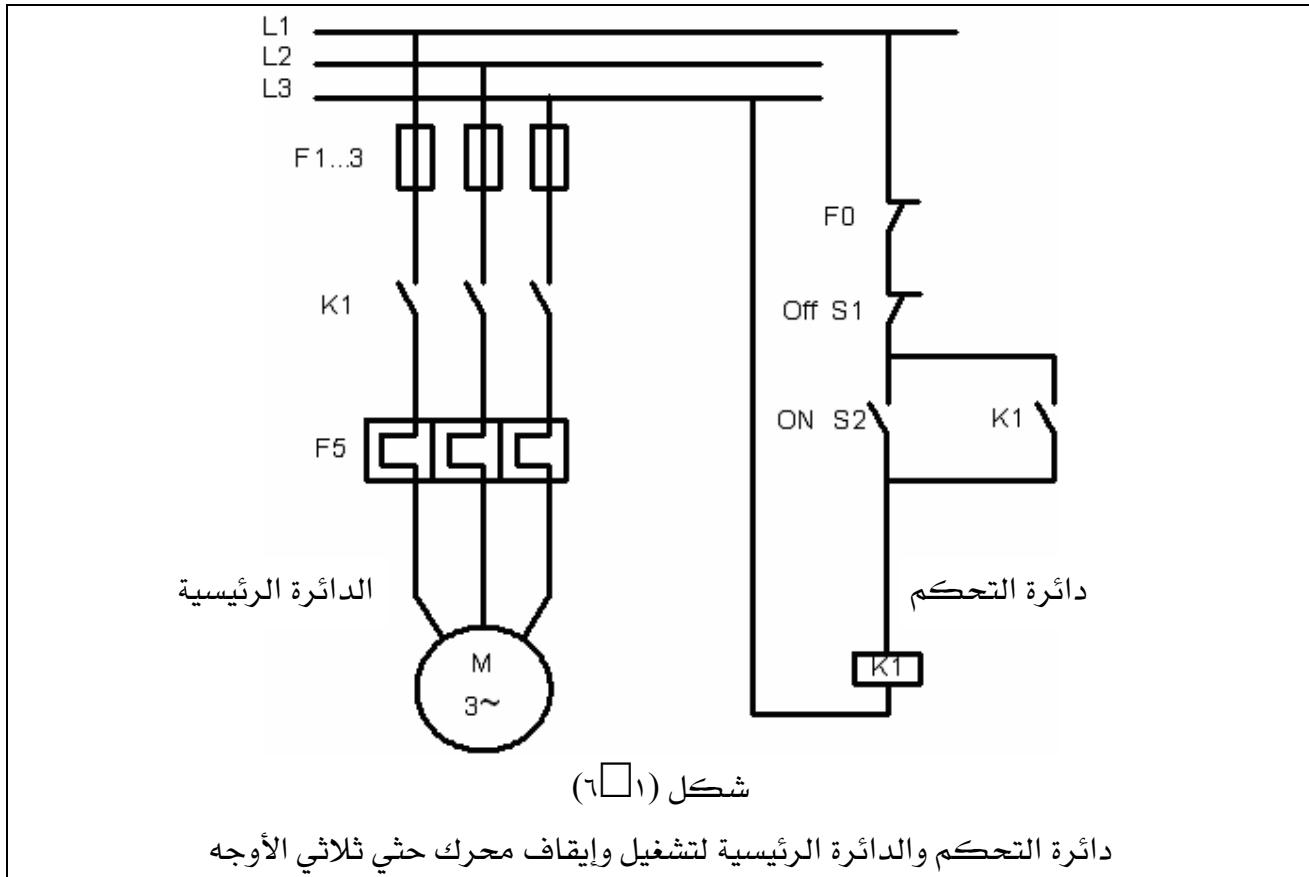 L1
L2
L3
F1...3
F0
K1
Off S1
ON S2
K1
F5
الدائرة الرئيسية
دائرة التحكم
M
3~
K1
شكل (١□٦)
دائرة التحكم والدائرة الرئيسية لتشغيل وإيقاف محرك حثي ثلاثي الأوجه